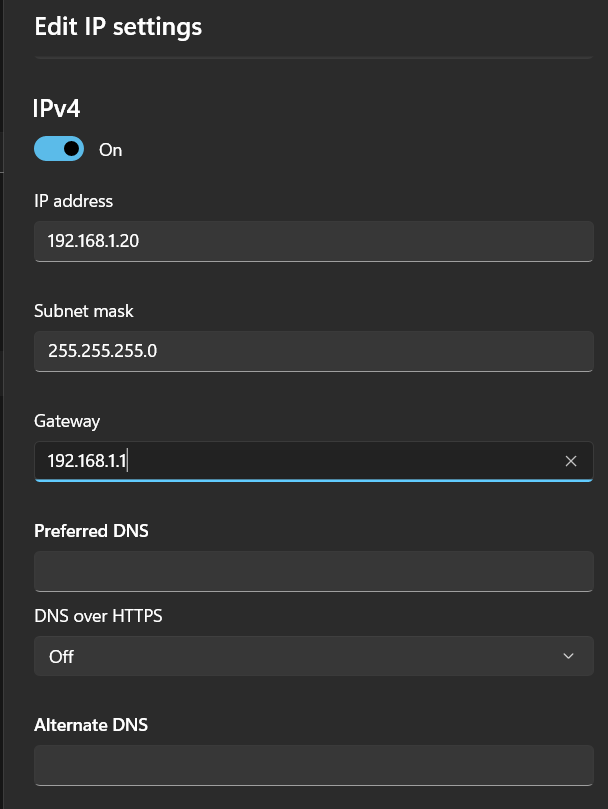 Edit IP settings
IPv4
On
IP address
192.168.1.20
Subnet mask
255.255.255.0
Gateway
192.168.1.1
Preferred DNS
DNS over HTTPS
Off
Alternate DNS